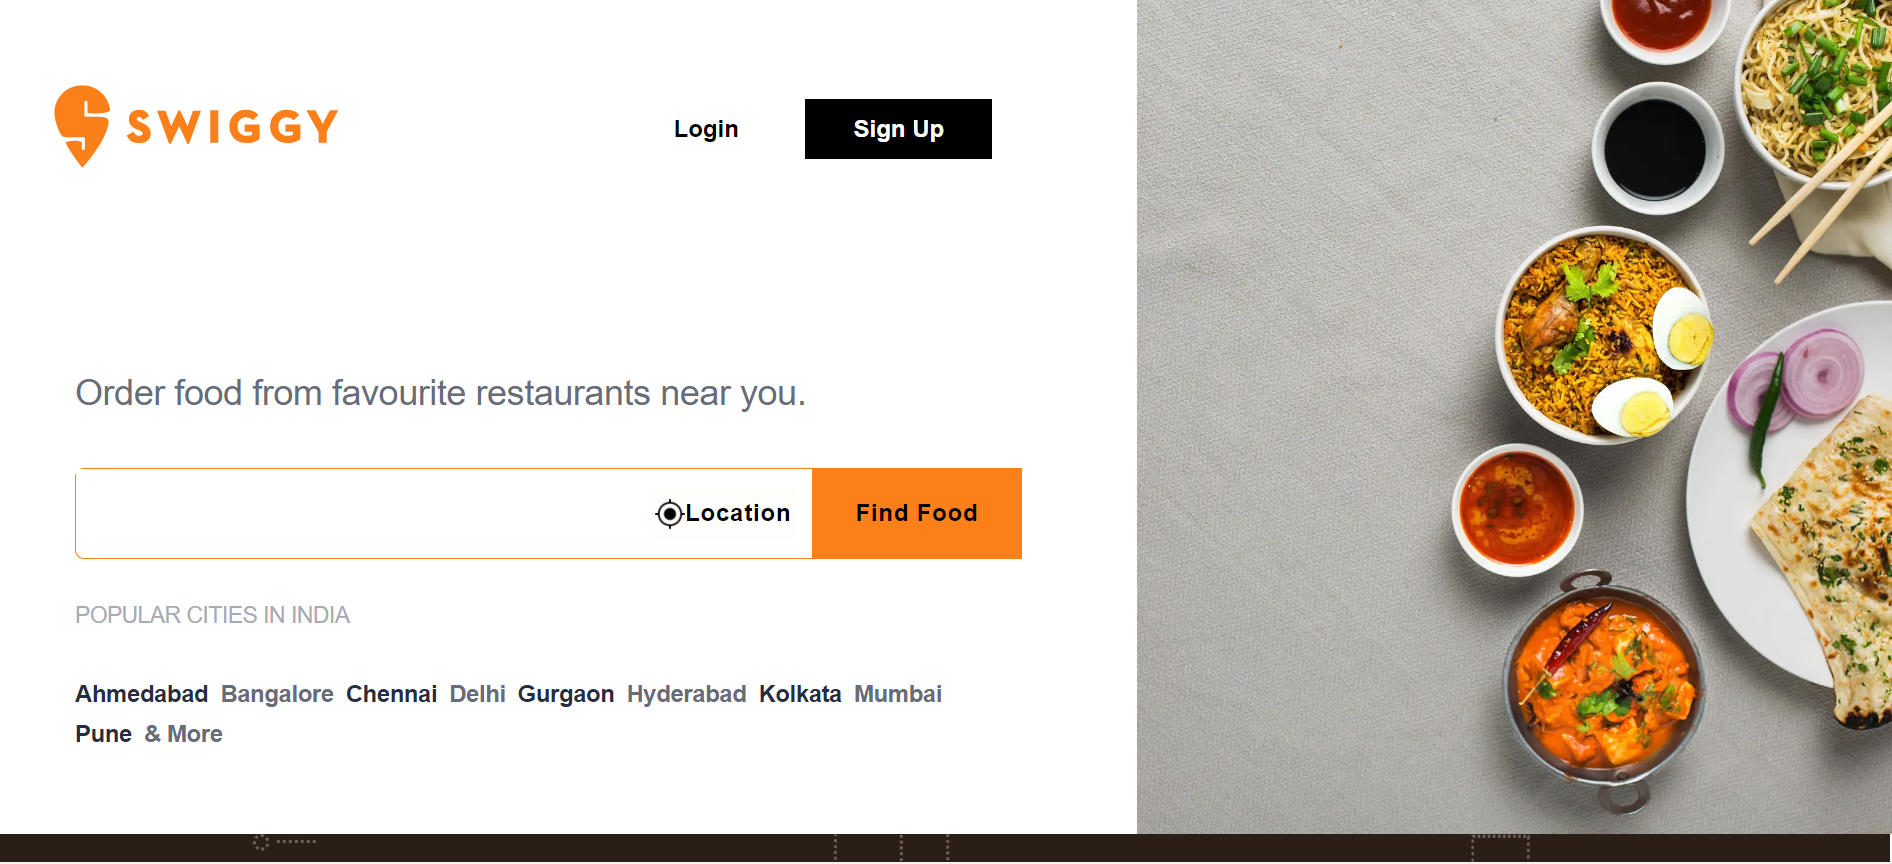 SWIGGY
Login
Sign Up
Order food from favourite restaurants near you.
Location
Find Food
POPULAR CITIES IN INDIA
Ahmedabad Bangalore Chennai Delhi Gurgaon Hyderabad Kolkata Mumbai
Pune & More